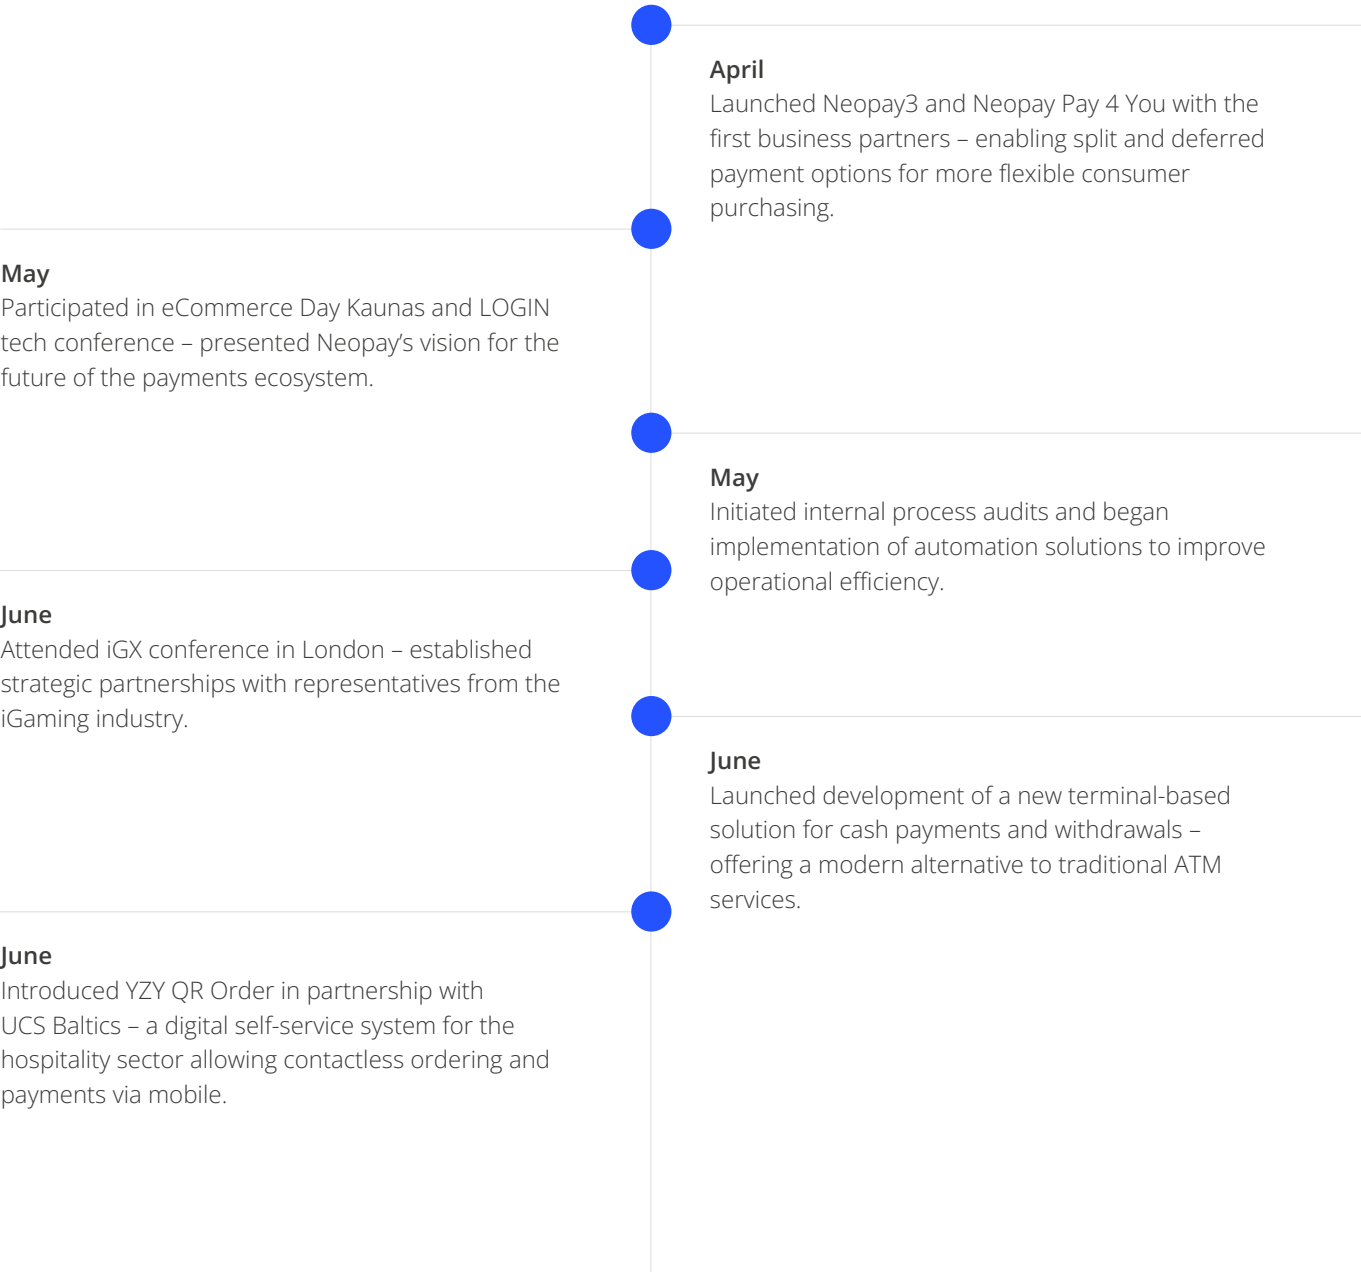 April
Launched Neopay3 and Neopay Pay 4 You with the
first business partners – enabling split and deferred
payment options for more flexible consumer
purchasing.
May
Participated in eCommerce Day Kaunas and LOGIN
tech conference – presented Neopay’s vision for the
future of the payments ecosystem.
May
Initiated internal process audits and began
implementation of automation solutions to improve
operational efficiency.
June
Attended iGX conference in London – established
strategic partnerships with representatives from the
iGaming industry.
June
Launched development of a new terminal-based
solution for cash payments and withdrawals –
offering a modern alternative to traditional ATM
services.
June
Introduced YZY QR Order in partnership with
UCS Baltics – a digital self-service system for the
hospitality sector allowing contactless ordering and
payments via mobile.